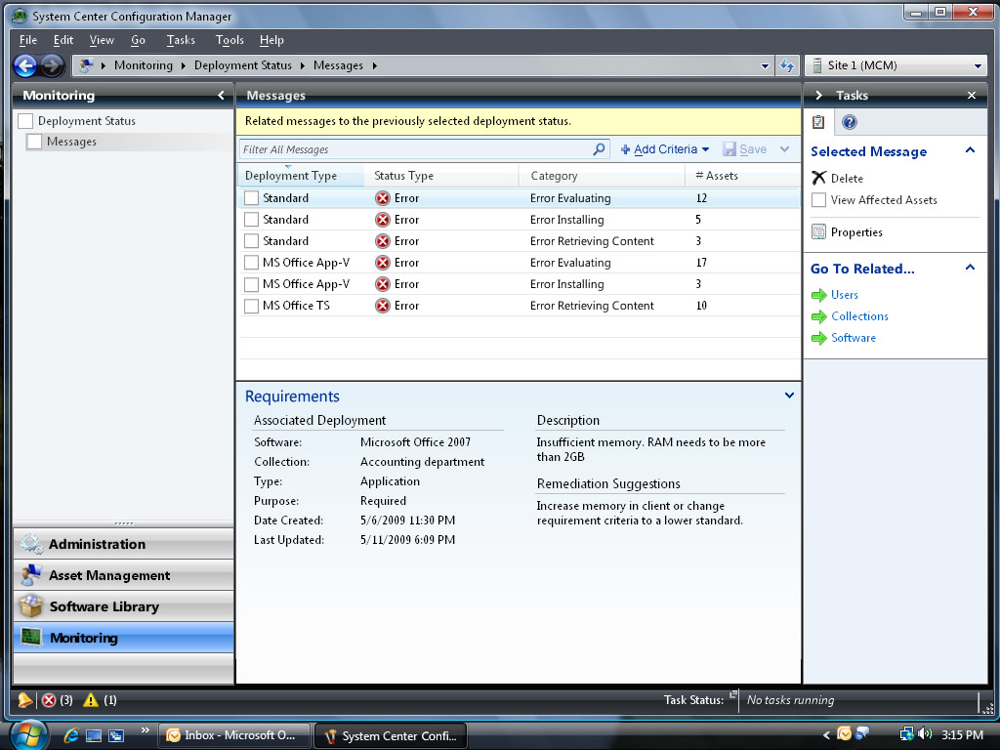 System Center Configuration Manager
File Edit View Go Tasks Tools Help
Monitoring Deployment Status Messages Site 1 (MCM)
Monitoring
Deployment Status
Messages
Administration
Asset Management
Software Library
Monitoring
Messages
Related messages to the previously selected deployment status.
Filter All Messages Add Criteria Save
Deployment Type Status Type Category # Assets
Standard Error Error Evaluating 12
Standard Error Error Installing 5
Standard Error Error Retrieving Content 3
MS Office App-V Error Error Evaluating 17
MS Office App-V Error Error Installing 3
MS Office TS Error Error Retrieving Content 10
Requirements
Associated Deployment
Software: Microsoft Office 2007
Collection: Accounting department
Type: Application
Purpose: Required
Date Created: 5/6/2009 11:30 PM
Last Updated: 5/11/2009 6:09 PM
Description
Insufficient memory. RAM needs to be more
than 2GB
Remediation Suggestions
Increase memory in client or change
requirement criteria to a lower standard.
Tasks
Selected Message
Delete
View Affected Assets
Properties
Go To Related...
Users
Collections
Software
(3) (1) Task Status: No tasks running
» Inbox - Microsoft O... System Center Confi... 3:15 PM